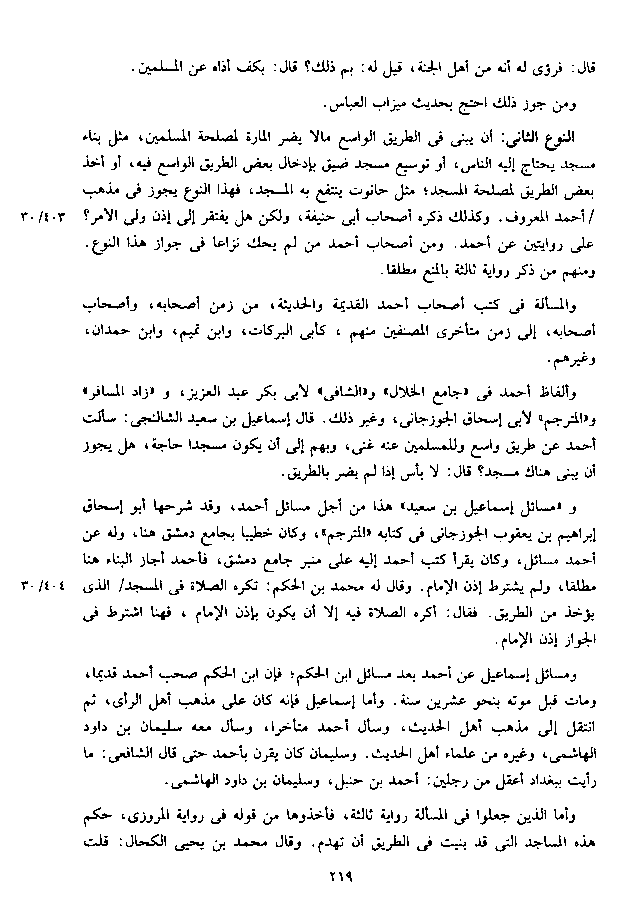 قال: فرؤى له أنه من أهل الجنة، قيل له: بم ذلك؟ قال: بكف أذاه عن المسلمين.
ومن جوز ذلك احتج بحديث ميزاب العباس.
النوع الثانى: أن يبنى فى الطريق الواسع مالا يضر المارة لمصلحة المسلمين، مثل بناء
مسجد يحتاج إليه الناس، أو توسيع مسجد ضيق بإدخال بعض الطريق الواسع فيه، أو أخذ
بعض الطريق لمصلحة المسجد؛ مثل حانوت ينتفع به المسجد، فهذا النوع يجوز فى مذهب
/أحمد المعروف. وكذلك ذكره أصحاب أبى حنيفة، ولكن هل يفتقر إلى إذن ولى الأمر؟ ٣٠/٤٠٣
على روايتين عن أحمد. ومن أصحاب أحمد من لم يحك نزاعا فى جواز هذا النوع.
ومنهم من ذكر رواية ثالثة بالمنع مطلقا.
والمسألة فى كتب أصحاب أحمد القديمة والحديثة، من زمن أصحابه، وأصحاب
أصحابه، إلى زمن متأخرى المصنفين منهم ، كأبى البركات، وابن تميم، وابن حمدان،
وغيرهم.
وألفاظ أحمد فى «جامع الخلال» و«الشافى» لأبى بكر عبد العزيز، و «زاد المسافر»
و«المترجم» لأبى إسحاق الجوزجانى، وغير ذلك. قال إسماعيل بن سعيد الشالنجى: سألت
أحمد عن طريق واسع وللمسلمين عنه غنى، وبهم إلى أن يكون مسجدا حاجة، هل يجوز
أن يبنى هناك مسجد؟ قال: لا بأس إذا لم يضر بالطريق.
و «مسائل إسماعيل بن سعيد» هذا من أجل مسائل أحمد، وقد شرحها أبو إسحاق
إبراهيم بن يعقوب الجوزجانى فى كتابه «المترجم»، وكان خطيبا بجامع دمشق هنا، وله عن
أحمد مسائل، وكان يقرأ كتب أحمد إليه على منبر جامع دمشق، فأحمد أجاز البناء هنا
مطلقا، ولم يشترط إذن الإمام. وقال له محمد بن الحكم: تكره الصلاة فى المسجد/ الذى ٣٠/٤٠٤
يؤخذ من الطريق. فقال: أكره الصلاة فيه إلا أن يكون بإذن الإمام ، فهنا اشترط فى
الجواز إذن الإمام.
ومسائل إسماعيل عن أحمد بعد مسائل ابن الحكم؛ فإن ابن الحكم صحب أحمد قديما،
ومات قبل موته بنحو عشرين سنة. وأما إسماعيل فإنه كان على مذهب أهل الرأى، ثم
انتقل إلى مذهب أهل الحديث، وسأل أحمد متأخرا، وسأل معه سليمان بن داود
الهاشمى، وغيره من علماء أهل الحديث. وسليمان كان يقرن بأحمد حتى قال الشافعى: ما
رأيت ببغداد أعقل من رجلين: أحمد بن حنبل، وسليمان بن داود الهاشمى.
وأما الذين جعلوا فى المسألة رواية ثالثة، فأخذوها من قوله فى رواية المروزى، حكم
هذه المساجد التى قد بنيت فى الطريق أن تهدم. وقال محمد بن يحيى الكحال: قلت
٢١٩